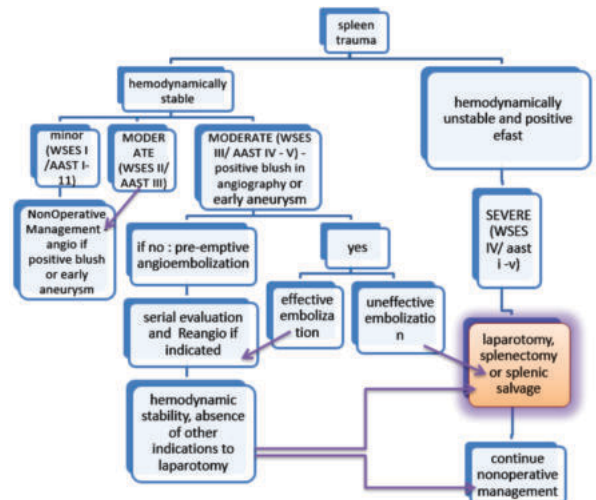 spleen
trauma
hemodynamically
stable
hemodynamically
unstable and positive
efast
minor
(WSES I
/AAST I-
11)
MODER
ATE
(WSES II/
AAST III)
MODERATE (WSES
III/ AAST IV - V) -
positive blush in
angiography or
early aneurysm
SEVERE
(WSES
IV/ aast
i -v)
NonOperative
Management
angio if
positive blush
or early
aneurysm
if no : pre-emptive
angioembolization
yes
serial evaluation
and Reangio if
indicated
effective
emboliza
tion
uneffective
embolizatio
n
laparotomy,
splenectomy
or splenic
salvage
hemodynamic
stability, absence
of other
indications to
laparotomy
continue
nonoperative
management